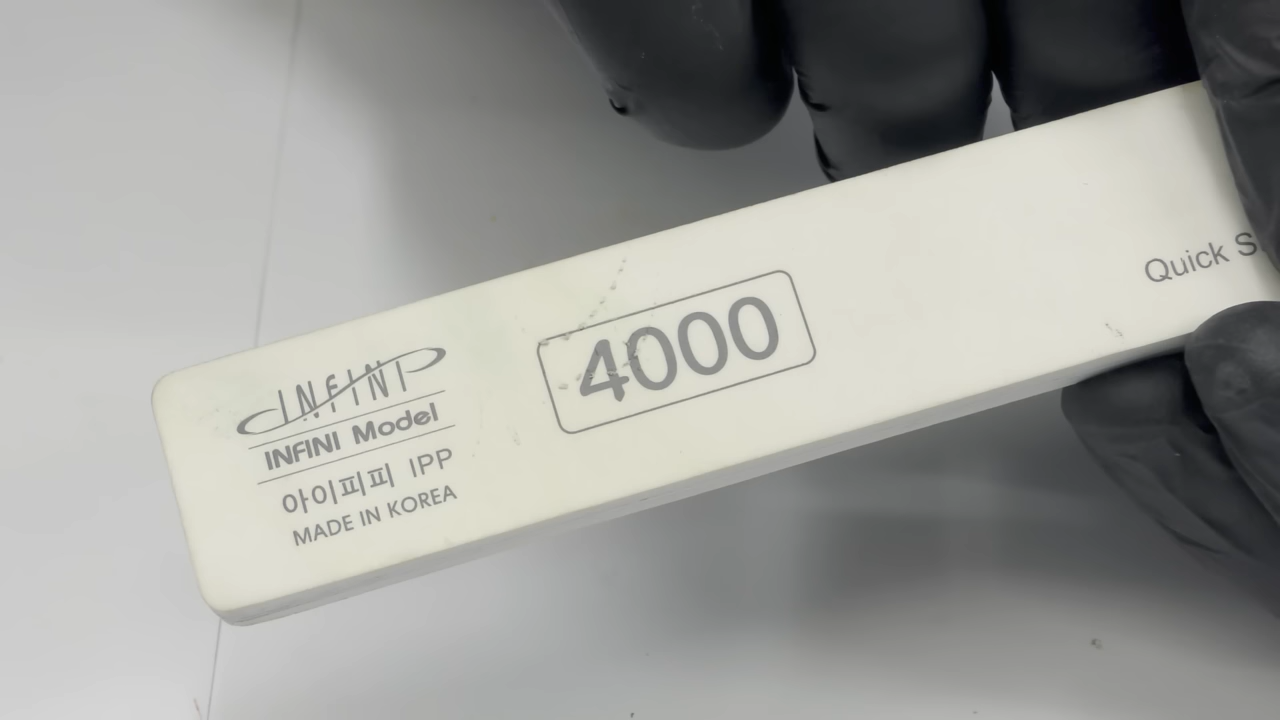 INFINI
INFINI Model
아이피피 IPP
MADE IN KOREA
4000
Quick